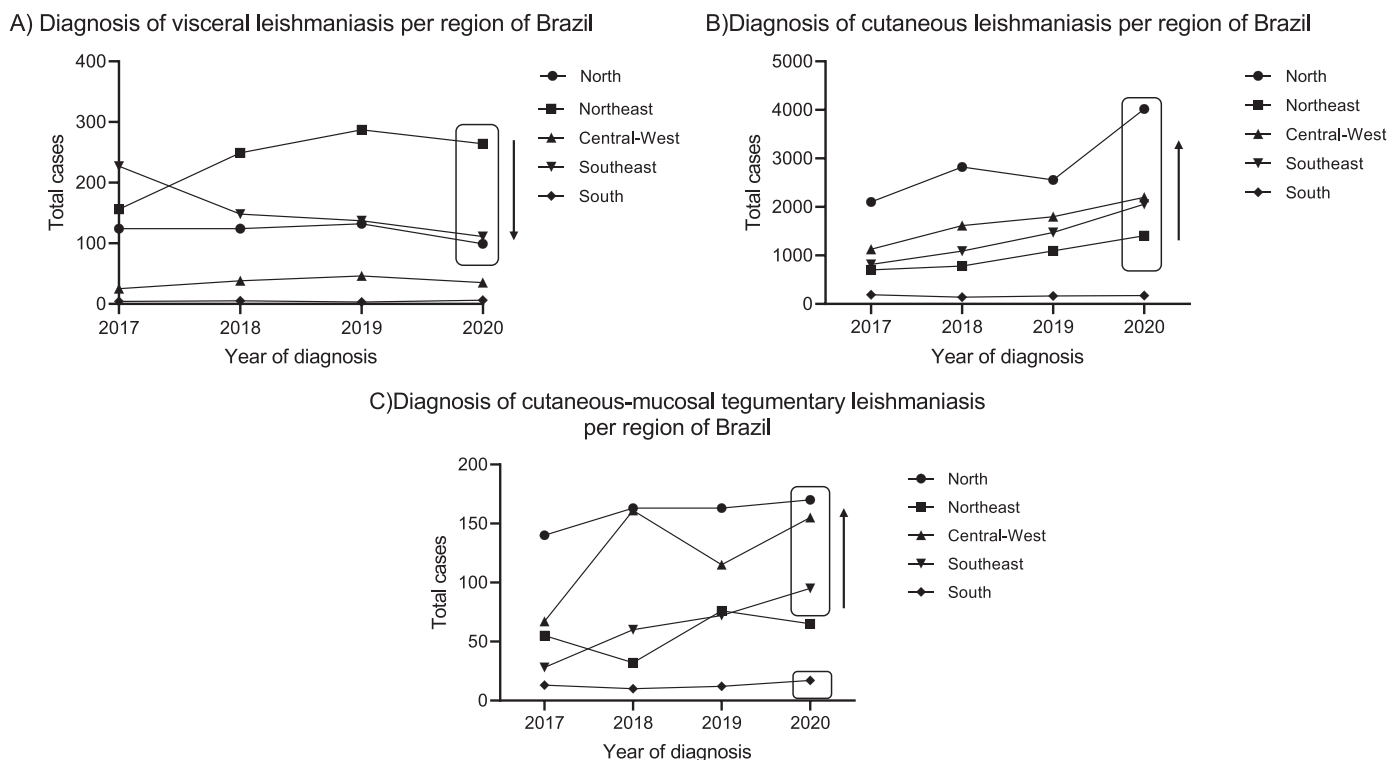 A) Diagnosis of visceral leishmaniasis per region of Brazil
400
300
200
100
0
Total cases
2017 2018 2019 2020
Year of diagnosis
North
Northeast
Central-West
Southeast
South
B)Diagnosis of cutaneous leishmaniasis per region of Brazil
5000
4000
3000
2000
1000
0
Total cases
2017 2018 2019 2020
Year of diagnosis
North
Northeast
Central-West
Southeast
South
C)Diagnosis of cutaneous-mucosal tegumentary leishmaniasis
per region of Brazil
200
150
100
50
0
Total cases
2017 2018 2019 2020
Year of diagnosis
North
Northeast
Central-West
Southeast
South